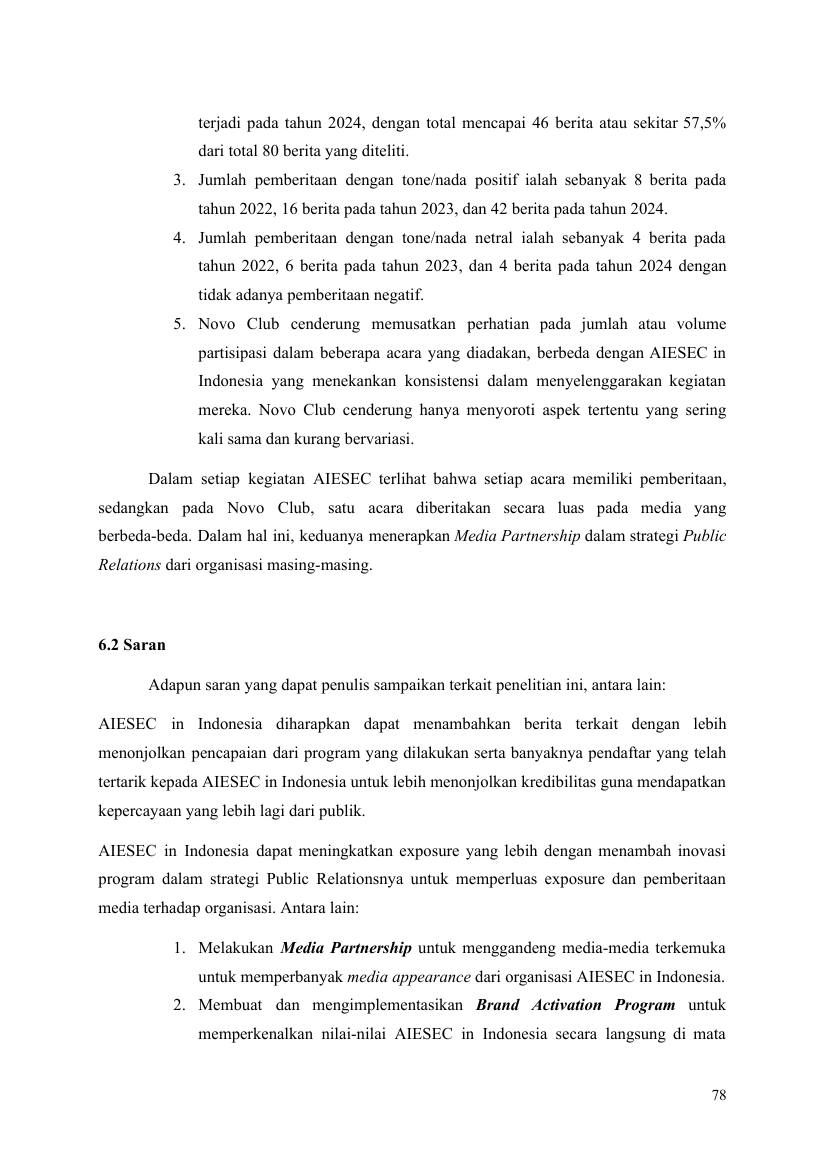 terjadi pada tahun 2024, dengan total mencapai 46 berita atau sekitar 57,5%
dari total 80 berita yang diteliti.
3. Jumlah pemberitaan dengan tone/nada positif ialah sebanyak 8 berita pada
tahun 2022, 16 berita pada tahun 2023, dan 42 berita pada tahun 2024.
4. Jumlah pemberitaan dengan tone/nada netral ialah sebanyak 4 berita pada
tahun 2022, 6 berita pada tahun 2023, dan 4 berita pada tahun 2024 dengan
tidak adanya pemberitaan negatif.
5. Novo Club cenderung memusatkan perhatian pada jumlah atau volume
partisipasi dalam beberapa acara yang diadakan, berbeda dengan AIESEC in
Indonesia yang menekankan konsistensi dalam menyelenggarakan kegiatan
mereka. Novo Club cenderung hanya menyoroti aspek tertentu yang sering
kali sama dan kurang bervariasi.
Dalam setiap kegiatan AIESEC terlihat bahwa setiap acara memiliki pemberitaan,
sedangkan pada Novo Club, satu acara diberitakan secara luas pada media yang
berbeda-beda. Dalam hal ini, keduanya menerapkan Media Partnership dalam strategi Public
Relations dari organisasi masing-masing.
6.2 Saran
Adapun saran yang dapat penulis sampaikan terkait penelitian ini, antara lain:
AIESEC in Indonesia diharapkan dapat menambahkan berita terkait dengan lebih
menonjolkan pencapaian dari program yang dilakukan serta banyaknya pendaftar yang telah
tertarik kepada AIESEC in Indonesia untuk lebih menonjolkan kredibilitas guna mendapatkan
kepercayaan yang lebih lagi dari publik.
AIESEC in Indonesia dapat meningkatkan exposure yang lebih dengan menambah inovasi
program dalam strategi Public Relationsnya untuk memperluas exposure dan pemberitaan
media terhadap organisasi. Antara lain:
1. Melakukan Media Partnership untuk menggandeng media-media terkemuka
untuk memperbanyak media appearance dari organisasi AIESEC in Indonesia.
2. Membuat dan mengimplementasikan Brand Activation Program untuk
memperkenalkan nilai-nilai AIESEC in Indonesia secara langsung di mata
78